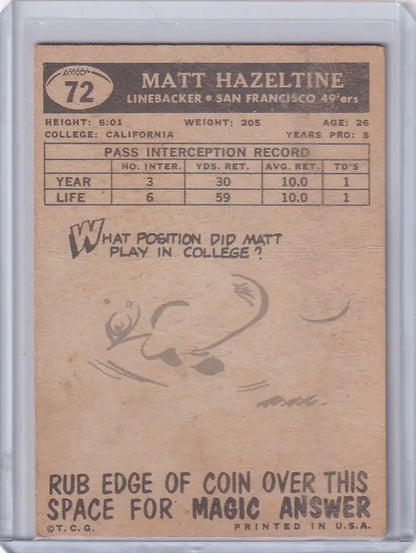 72
MATT HAZELTINE
LINEBACKER • SAN FRANCISCO 49'ers
HEIGHT: 6:01 WEIGHT: 205 AGE: 26
COLLEGE: CALIFORNIA YEARS PRO: 5
PASS INTERCEPTION RECORD
NO. INTER. YDS. RET. AVG. RET. TD'S
YEAR 3 30 10.0 1
LIFE 6 59 10.0 1
WHAT POSITION DID MATT
PLAY IN COLLEGE?
RUB EDGE OF COIN OVER THIS
SPACE FOR MAGIC ANSWER
©T.C.G. PRINTED IN U.S.A.